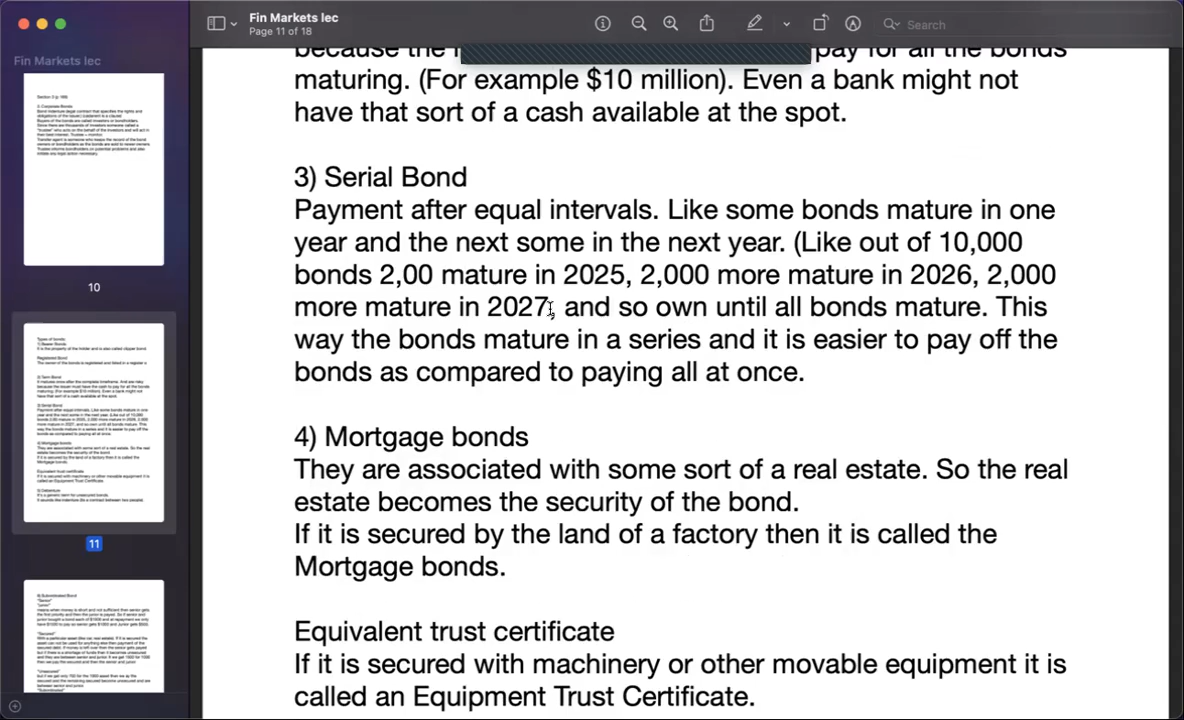 Fin Markets lec
Page 11 of 18
Search
Fin Markets lec
10
11
because the
pay for all the bonds
maturing. (For example $10 million). Even a bank might not
have that sort of a cash available at the spot.
3) Serial Bond
Payment after equal intervals. Like some bonds mature in one
year and the next some in the next year. (Like out of 10,000
bonds 2,00 mature in 2025, 2,000 more mature in 2026, 2,000
more mature in 2027, and so own until all bonds mature. This
way the bonds mature in a series and it is easier to pay off the
bonds as compared to paying all at once.
4) Mortgage bonds
They are associated with some sort of a real estate. So the real
estate becomes the security of the bond.
If it is secured by the land of a factory then it is called the
Mortgage bonds.
Equivalent trust certificate
If it is secured with machinery or other movable equipment it is
called an Equipment Trust Certificate.